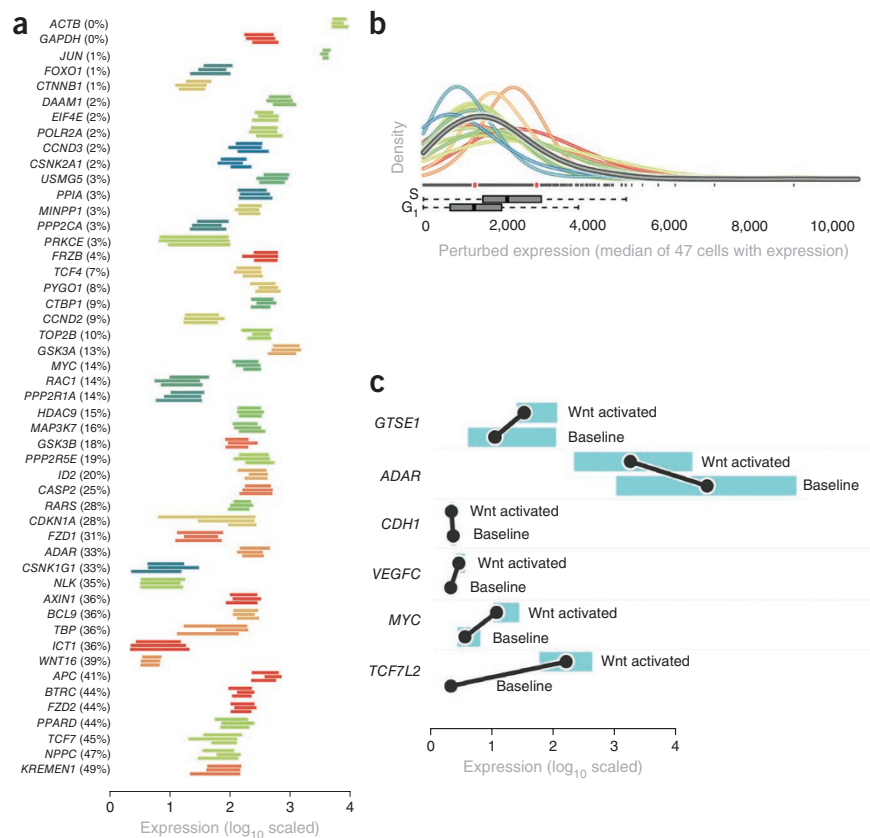 a
ACTB (0%)
GAPDH (0%)
JUN (1%)
FOXO1 (1%)
CTNNB1 (1%)
DAAM1 (2%)
EIF4E (2%)
POLR2A (2%)
CCND3 (2%)
CSNK2A1 (2%)
USMG5 (3%)
PPIA (3%)
MINPP1 (3%)
PPP2CA (3%)
PRKCE (3%)
FRZB (4%)
TCF4 (7%)
PYGO1 (8%)
CTBP1 (9%)
CCND2 (9%)
TOP2B (10%)
GSK3A (13%)
MYC (14%)
RAC1 (14%)
PPP2R1A (14%)
HDAC9 (15%)
MAP3K7 (16%)
GSK3B (18%)
PPP2R5E (19%)
ID2 (20%)
CASP2 (25%)
RARS (28%)
CDKN1A (28%)
FZD1 (31%)
ADAR (33%)
CSNK1G1 (33%)
NLK (35%)
AXIN1 (36%)
BCL9 (36%)
TBP (36%)
ICT1 (36%)
WNT16 (39%)
APC (41%)
BTRC (44%)
FZD2 (44%)
PPARD (44%)
TCF7 (45%)
NPPC (47%)
KREMEN1 (49%)
0 1 2 3 4
Expression (log10 scaled)
b
Density
S
G1
0 2,000 4,000 6,000 8,000 10,000
Perturbed expression (median of 47 cells with expression)
c
GTSE1
Wnt activated
Baseline
ADAR
Wnt activated
Baseline
CDH1
Wnt activated
Baseline
VEGFC
Wnt activated
Baseline
MYC
Wnt activated
Baseline
TCF7L2
Wnt activated
Baseline
0 1 2 3 4
Expression (log10 scaled)